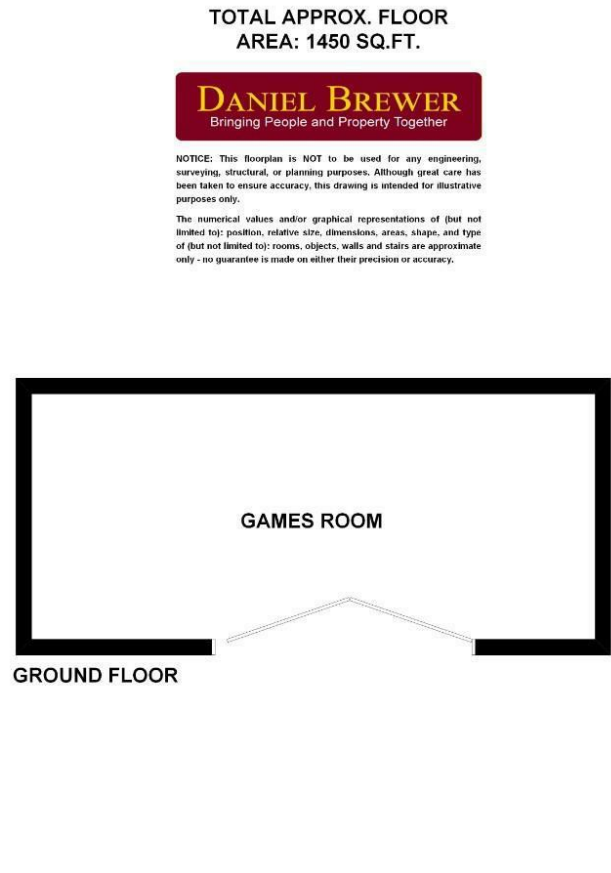 TOTAL APPROX. FLOOR
AREA: 1450 SQ.FT.
DANIEL BREWER
Bringing People and Property Together
NOTICE: This floorplan is NOT to be used for any engineering,
surveying, structural, or planning purposes. Although great care has
been taken to ensure accuracy, this drawing is intended for illustrative
purposes only.
The numerical values and/or graphical representations of (but not
limited to): position, relative size, dimensions, areas, shape, and type
of (but not limited to): rooms, objects, walls and stairs are approximate
only - no guarantee is made on either their precision or accuracy.
GAMES ROOM
GROUND FLOOR